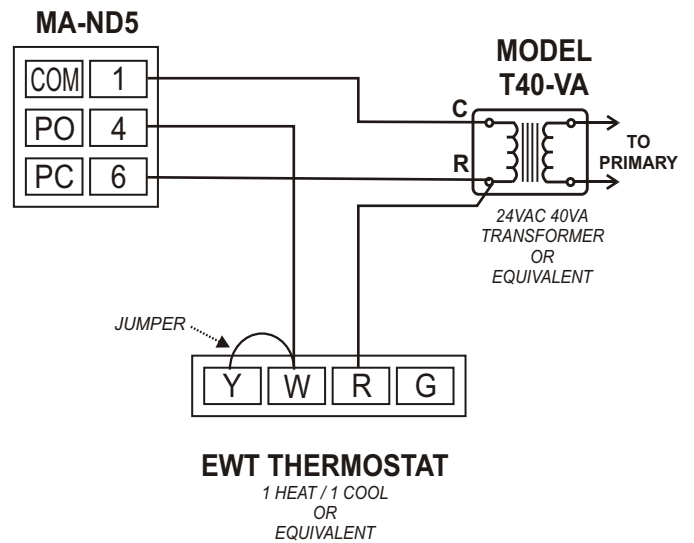 MA-ND5
COM 1
PO 4
PC 6
MODEL
T40-VA
C
R
TO
PRIMARY
24VAC 40VA
TRANSFORMER
OR
EQUIVALENT
JUMPER
Y W R G
EWT THERMOSTAT
1 HEAT / 1 COOL
OR
EQUIVALENT